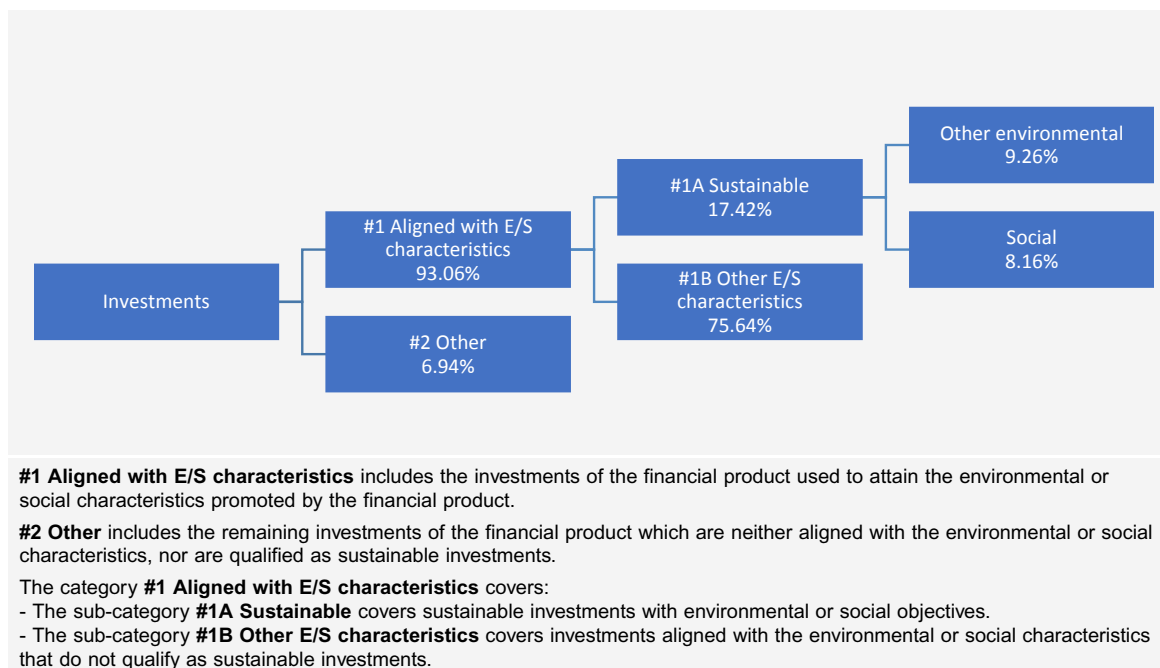 Investments
#1 Aligned with E/S
characteristics
93.06%
#2 Other
6.94%
#1A Sustainable
17.42%
#1B Other E/S
characteristics
75.64%
Other environmental
9.26%
Social
8.16%
#1 Aligned with E/S characteristics includes the investments of the financial product used to attain the environmental or
social characteristics promoted by the financial product.
#2 Other includes the remaining investments of the financial product which are neither aligned with the environmental or social
characteristics, nor are qualified as sustainable investments.
The category #1 Aligned with E/S characteristics covers:
- The sub-category #1A Sustainable covers sustainable investments with environmental or social objectives.
- The sub-category #1B Other E/S characteristics covers investments aligned with the environmental or social characteristics
that do not qualify as sustainable investments.